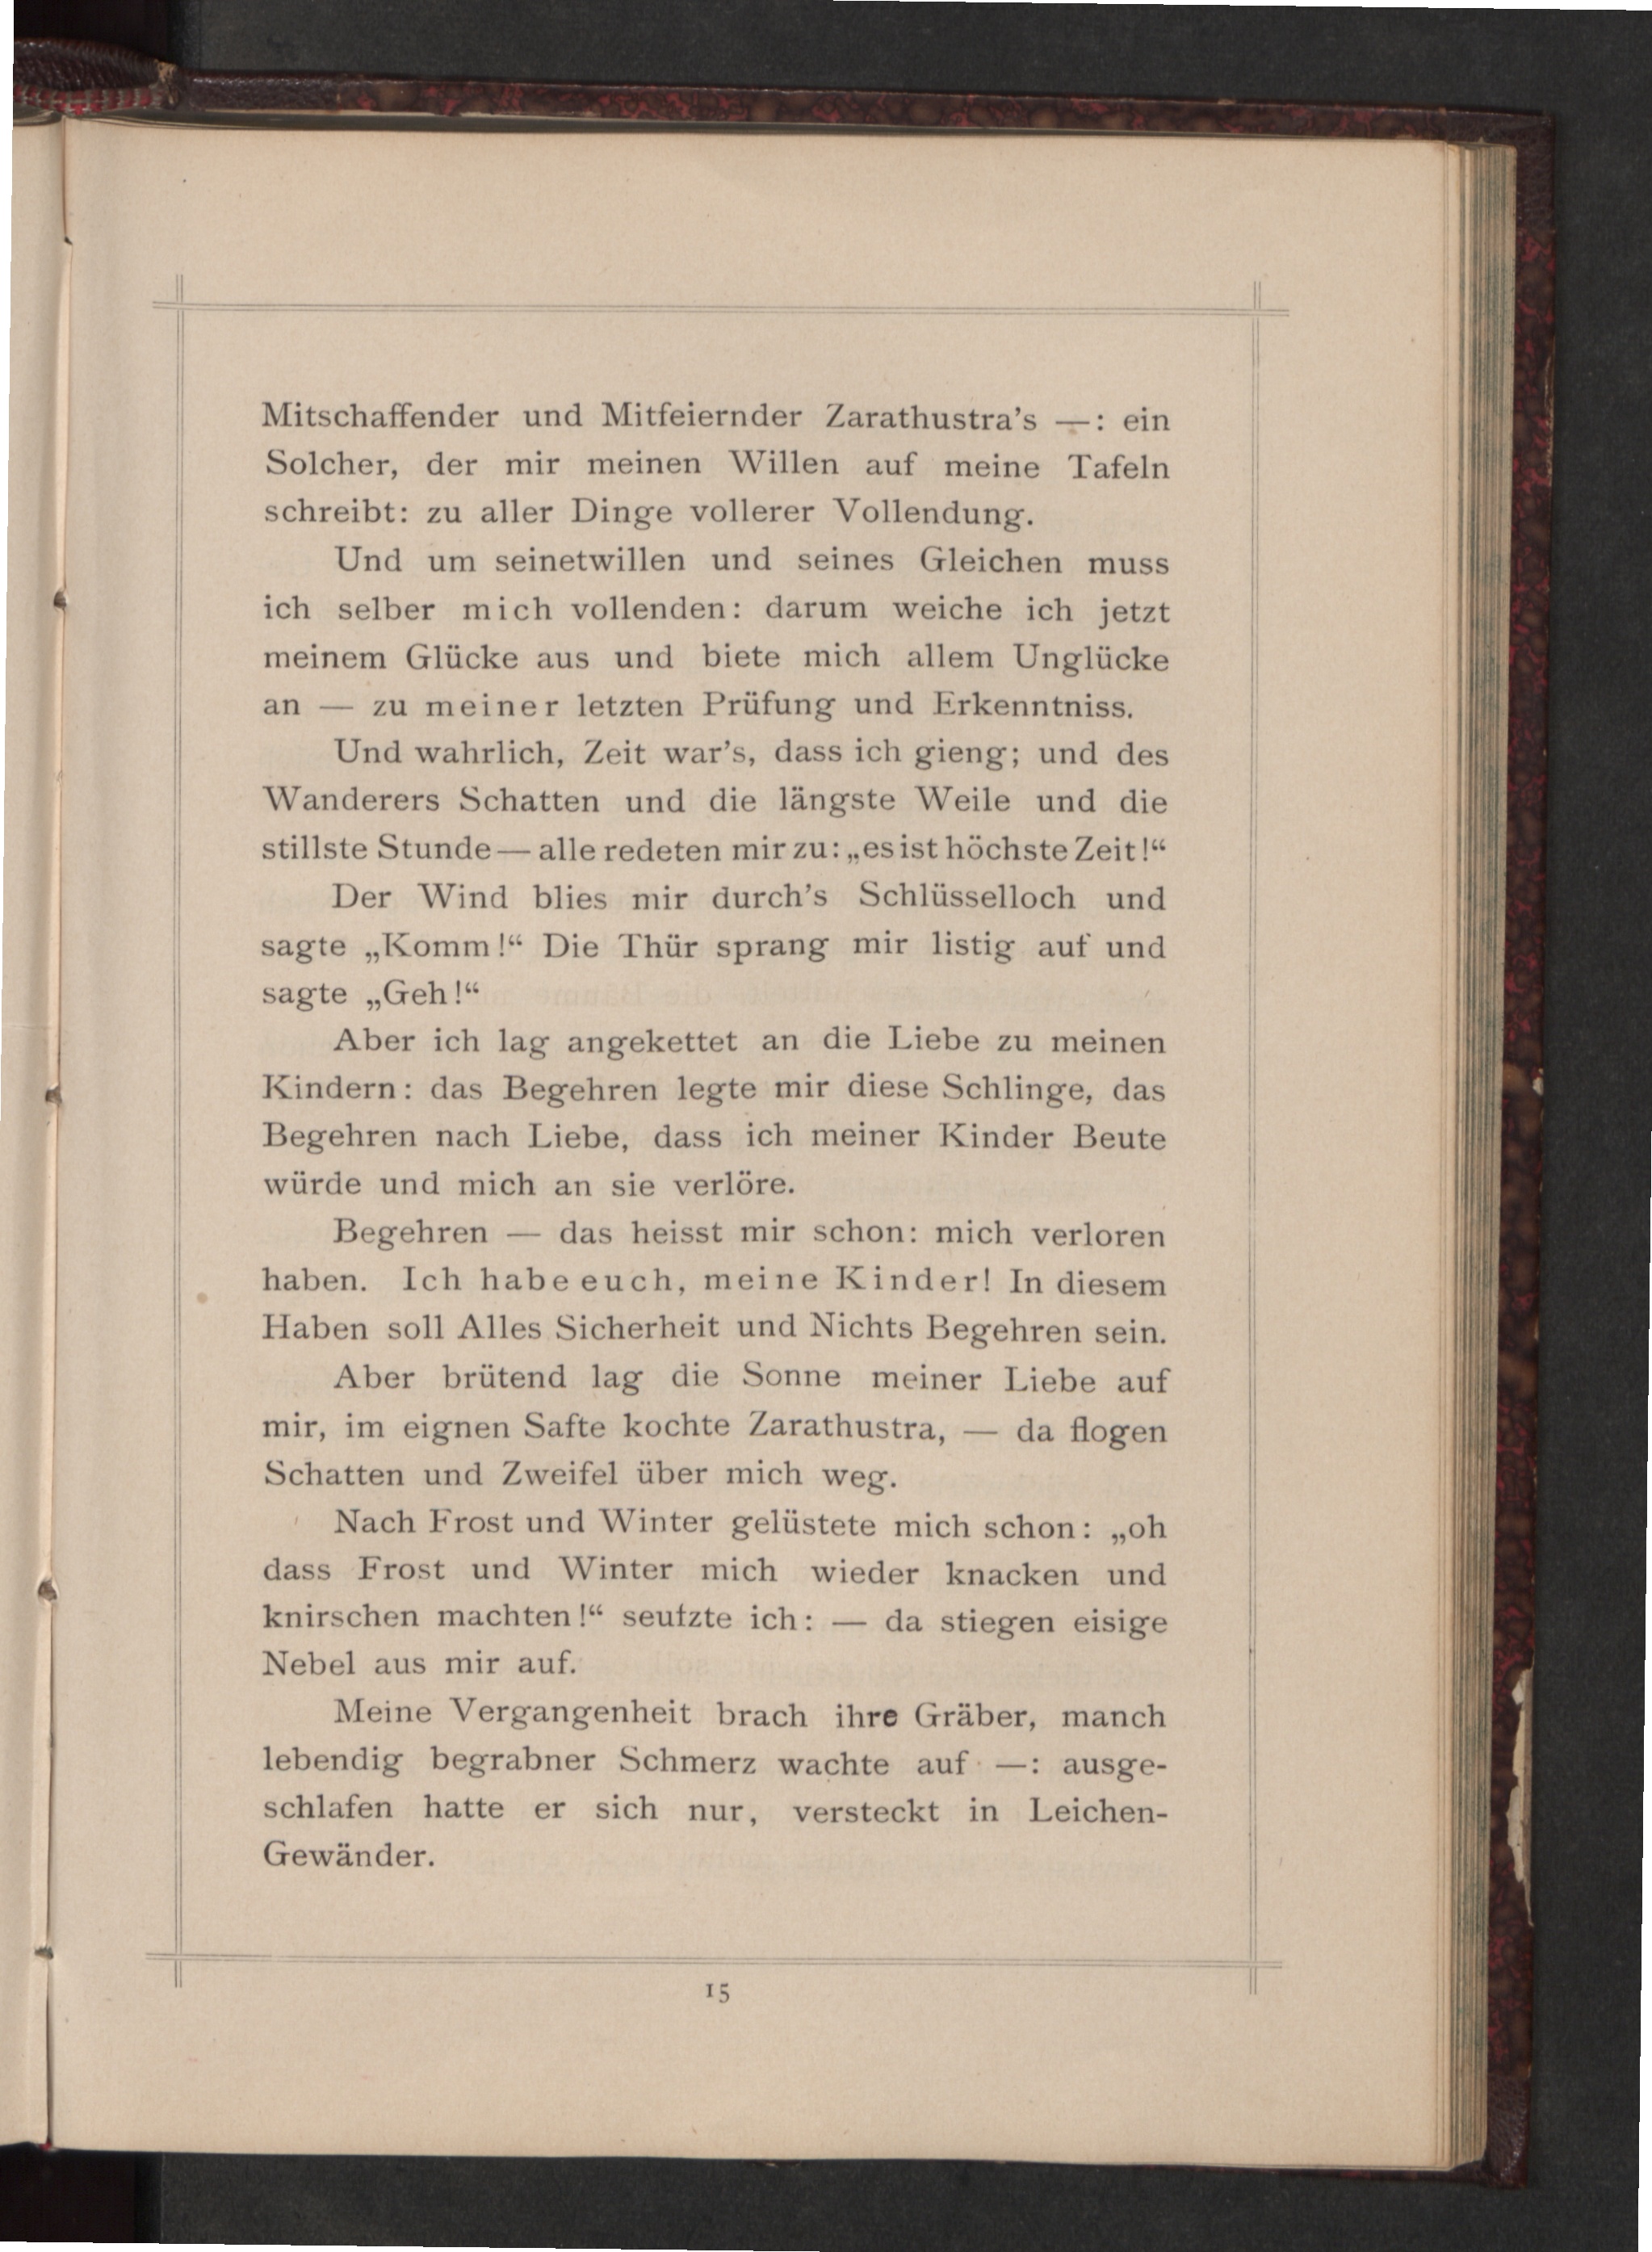 Mitschaffender und Mitfeiernder Zarathustra's —: ein
Solcher, der mir meinen Willen auf meine Tafeln
schreibt: zu aller Dinge vollerer Vollendung.
Und um seinetwillen und seines Gleichen muss
ich selber mich vollenden: darum weiche ich jetzt
meinem Glücke aus und biete mich allem Unglücke
an — zu meiner letzten Prüfung und Erkenntniss.
Und wahrlich, Zeit war's, dass ich gieng; und des
Wanderers Schatten und die längste Weile und die
stillste Stunde — alle redeten mir zu: „es ist höchste Zeit!“
Der Wind blies mir durch's Schlüsselloch und
sagte „Komm!“ Die Thür sprang mir listig auf und
sagte „Geh!“
Aber ich lag angekettet an die Liebe zu meinen
Kindern: das Begehren legte mir diese Schlinge, das
Begehren nach Liebe, dass ich meiner Kinder Beute
würde und mich an sie verlöre.
Begehren — das heisst mir schon: mich verloren
haben. Ich habe euch, meine Kinder! In diesem
Haben soll Alles Sicherheit und Nichts Begehren sein.
Aber brütend lag die Sonne meiner Liebe auf
mir, im eignen Safte kochte Zarathustra, — da flogen
Schatten und Zweifel über mich weg.
Nach Frost und Winter gelüstete mich schon: „oh
dass Frost und Winter mich wieder knacken und
knirschen machten!“ seufzte ich: — da stiegen eisige
Nebel aus mir auf.
Meine Vergangenheit brach ihre Gräber, manch
lebendig begrabner Schmerz wachte auf —: ausge-
schlafen hatte er sich nur, versteckt in Leichen-
Gewänder.
15